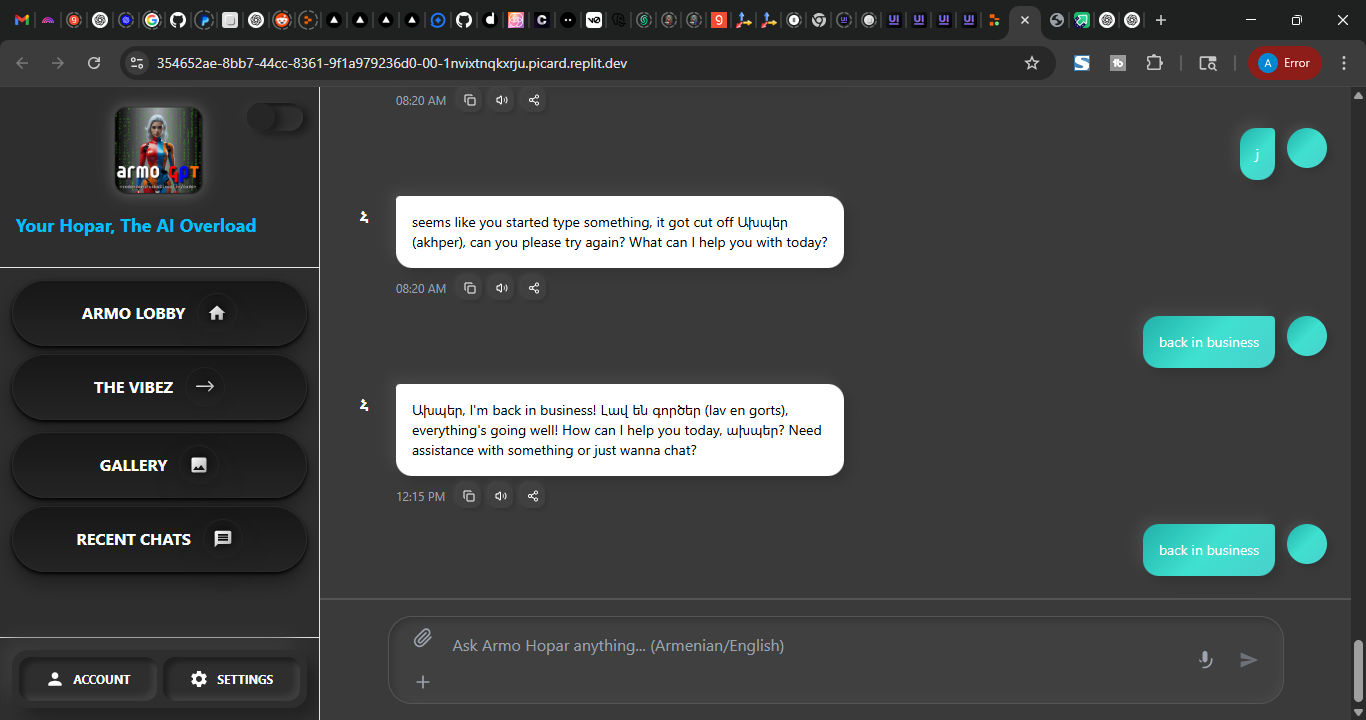 354652ae-8bb7-44cc-8361-9f1a979236d0-00-1nvixtnqkxrju.picard.replit.dev
A Error
armo GPT
Your Hopar, The AI Overload
ARMO LOBBY
THE VIBEZ
GALLERY
RECENT CHATS
ACCOUNT
SETTINGS
08:20 AM
j
seems like you started type something, it got cut off Ախպեր
(akhper), can you please try again? What can I help you with today?
08:20 AM
back in business
Ախպեր, I'm back in business! Լավ են գործեր (lav en gorts),
everything's going well! How can I help you today, ախպեր? Need
assistance with something or just wanna chat?
12:15 PM
back in business
Ask Armo Hopar anything... (Armenian/English)